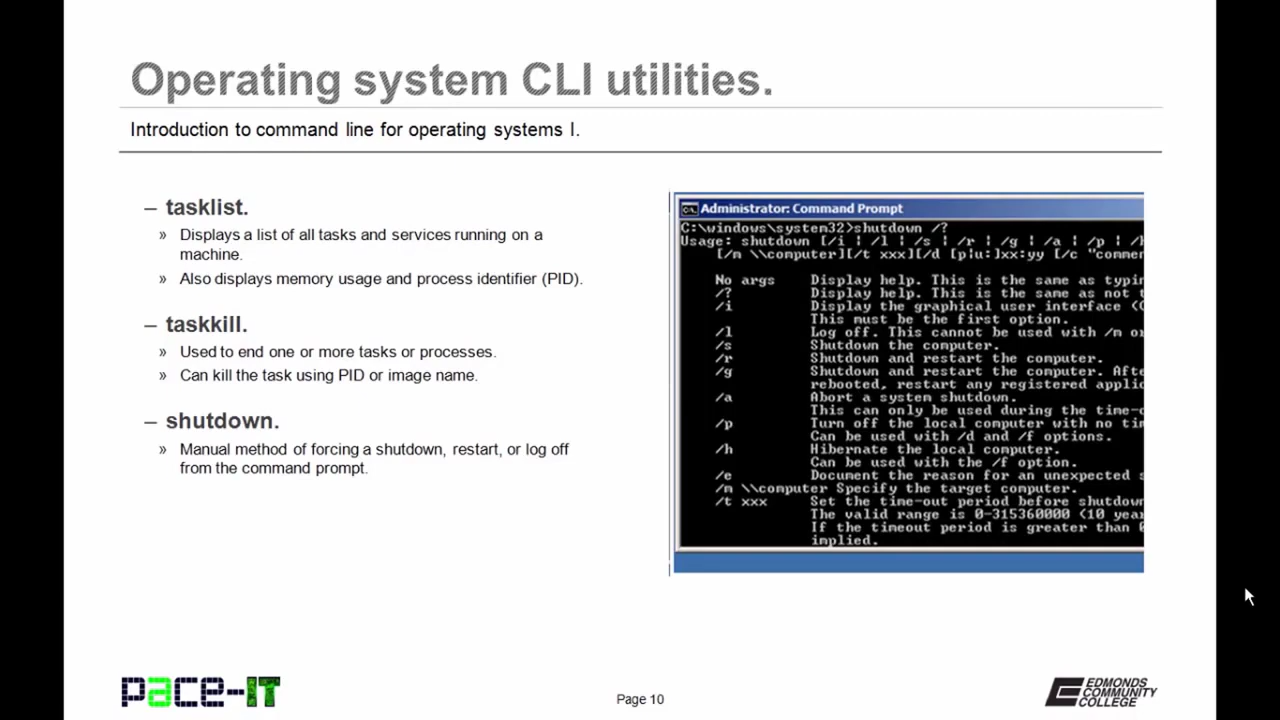 Operating system CLI utilities.
Introduction to command line for operating systems I.
– tasklist.
» Displays a list of all tasks and services running on a
machine.
» Also displays memory usage and process identifier (PID).
– taskkill.
» Used to end one or more tasks or processes.
» Can kill the task using PID or image name.
– shutdown.
» Manual method of forcing a shutdown, restart, or log off
from the command prompt.
Administrator: Command Prompt
C:\windows\system32>shutdown /?
Usage: shutdown [/i | /l | /s | /r | /g | /a | /p | /h
[/m \\computer][/t xxx][/d [p|u:]xx:yy [/c "commen
No args Display help. This is the same as typin
/? Display help. This is the same as not t
/i Display the graphical user interface (G
This must be the first option.
/l Log off. This cannot be used with /m or
/s Shutdown the computer.
/r Shutdown and restart the computer.
/g Shutdown and restart the computer. Afte
rebooted, restart any registered applic
/a Abort a system shutdown.
This can only be used during the time-o
/p Turn off the local computer with no tim
Can be used with /d and /f options.
/h Hibernate the local computer.
Can be used with the /f option.
/e Document the reason for an unexpected s
/m \\computer Specify the target computer.
/t xxx Set the time-out period before shutdown
The valid range is 0-315360000 (10 year
If the timeout period is greater than 0
implied.
pace-IT
Page 10
EDMONDS
COMMUNITY
COLLEGE